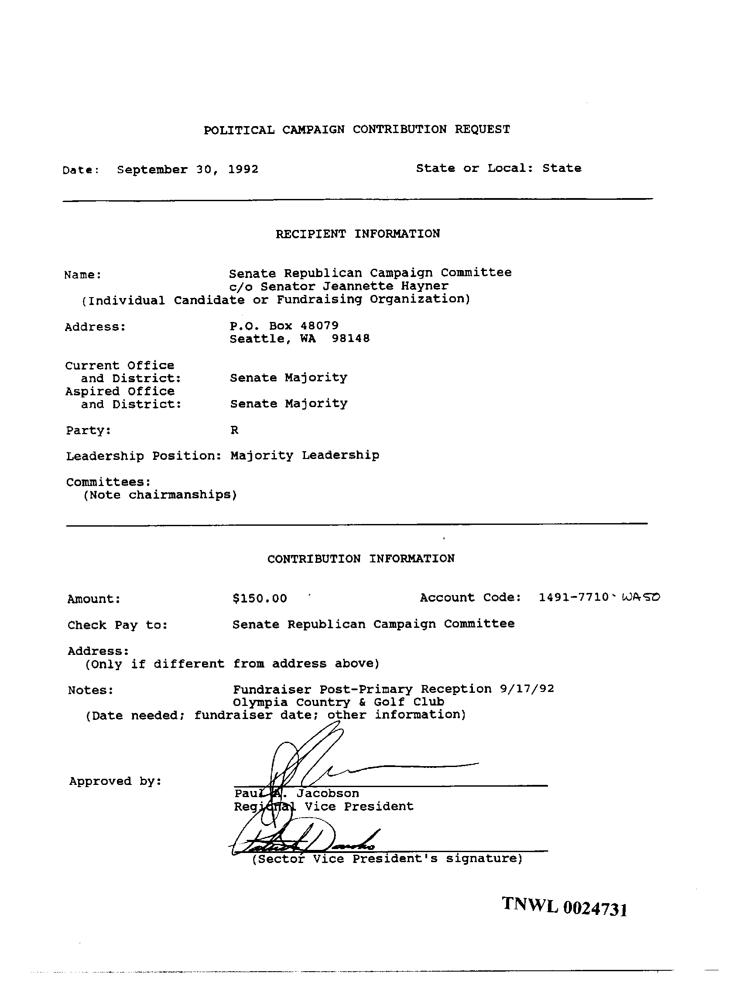 POLITICAL CAMPAIGN CONTRIBUTION REQUEST
Date: September 30, 1992 State or Local: State
RECIPIENT INFORMATION
Name: Senate Republican Campaign Committee
c/o Senator Jeannette Hayner
(Individual Candidate or Fundraising Organization)
Address: P.O. Box 48079
Seattle, WA 98148
Current Office
and District: Senate Majority
Aspired Office
and District: Senate Majority
Party: R
Leadership Position: Majority Leadership
Committees:
(Note chairmanships)
CONTRIBUTION INFORMATION
Amount: $150.00 Account Code: 1491-7710 WASD
Check Pay to: Senate Republican Campaign Committee
Address:
(Only if different from address above)
Notes: Fundraiser Post-Primary Reception 9/17/92
Olympia Country & Golf Club
(Date needed; fundraiser date; other information)
Approved by:
Paul Jacobson
Regional Vice President
(Sector Vice President's signature)
TNWL 0024731